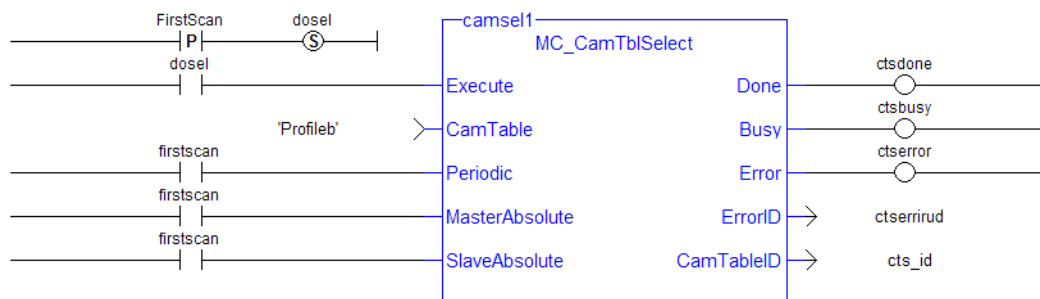 FirstScan dosel camsel1
P S MC_CamTblSelect
dosel ctsdone
Execute Done
'Profileb' CamTable Busy ctsbusy
firstscan ctserror
Periodic Error
firstscan
MasterAbsolute ErrorID ctserrirud
firstscan
SlaveAbsolute CamTableID cts_id